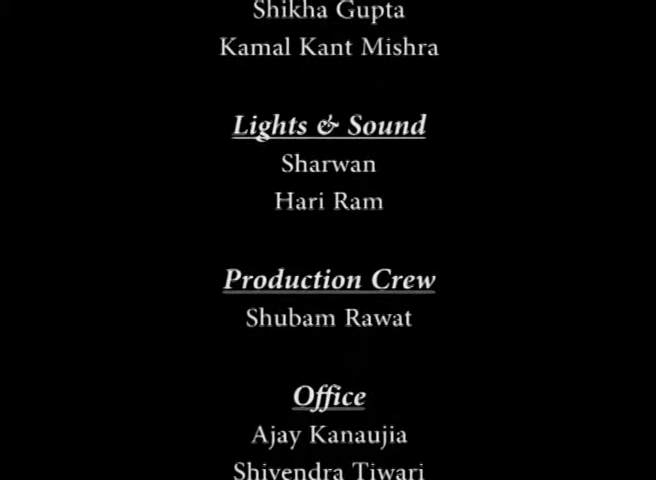 Shikha Gupta
Kamal Kant Mishra
Lights & Sound
Sharwan
Hari Ram
Production Crew
Shubam Rawat
Office
Ajay Kanaujia
Shivendra Tiwari